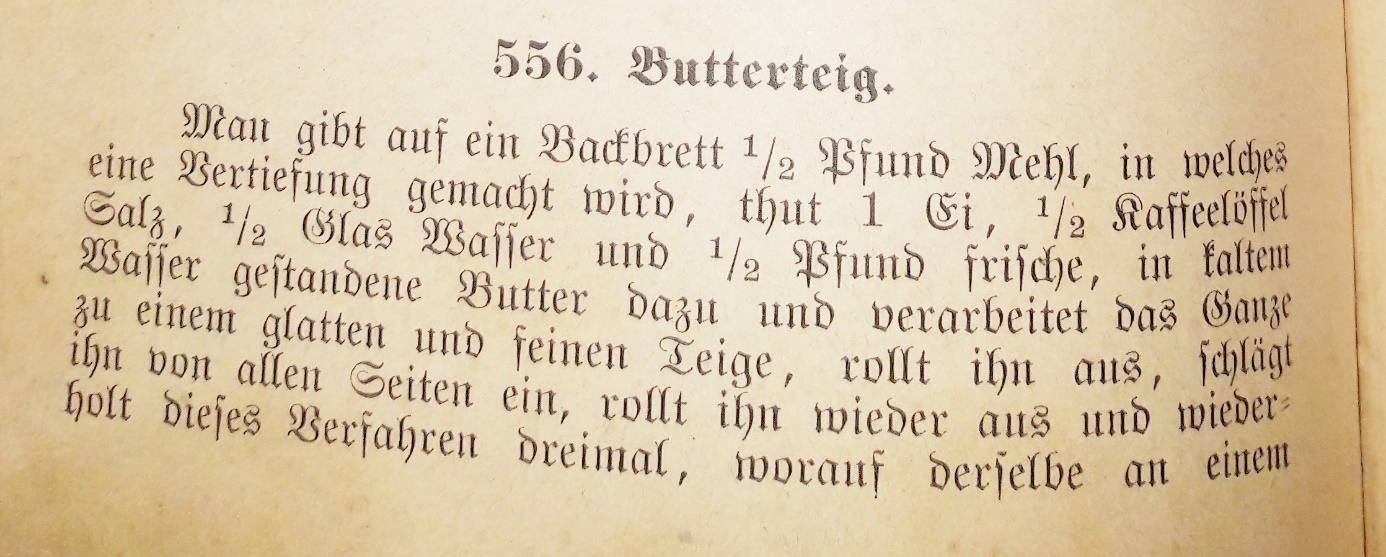 556. Butterteig.
Man gibt auf ein Backbrett 1/2 Pfund Mehl, in welches
eine Vertiefung gemacht wird, thut 1 Ei, 1/2 Kaffeelöffel
Salz, 1/2 Glas Wasser und 1/2 Pfund frische, in kaltem
Wasser gestandene Butter dazu und verarbeitet das Ganze
zu einem glatten und feinen Teige, rollt ihn aus, schlägt
ihn von allen Seiten ein, rollt ihn wieder aus und wieder-
holt dieses Verfahren dreimal, worauf derselbe an einem